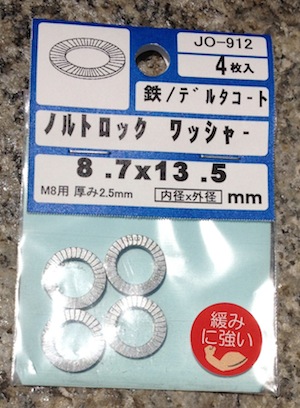 JO-912
4枚入
鉄/デルタコート
ノルトロック ワッシャー
8.7x13.5
M8用 厚み2.5mm 内径x外径 mm
緩み
に強い